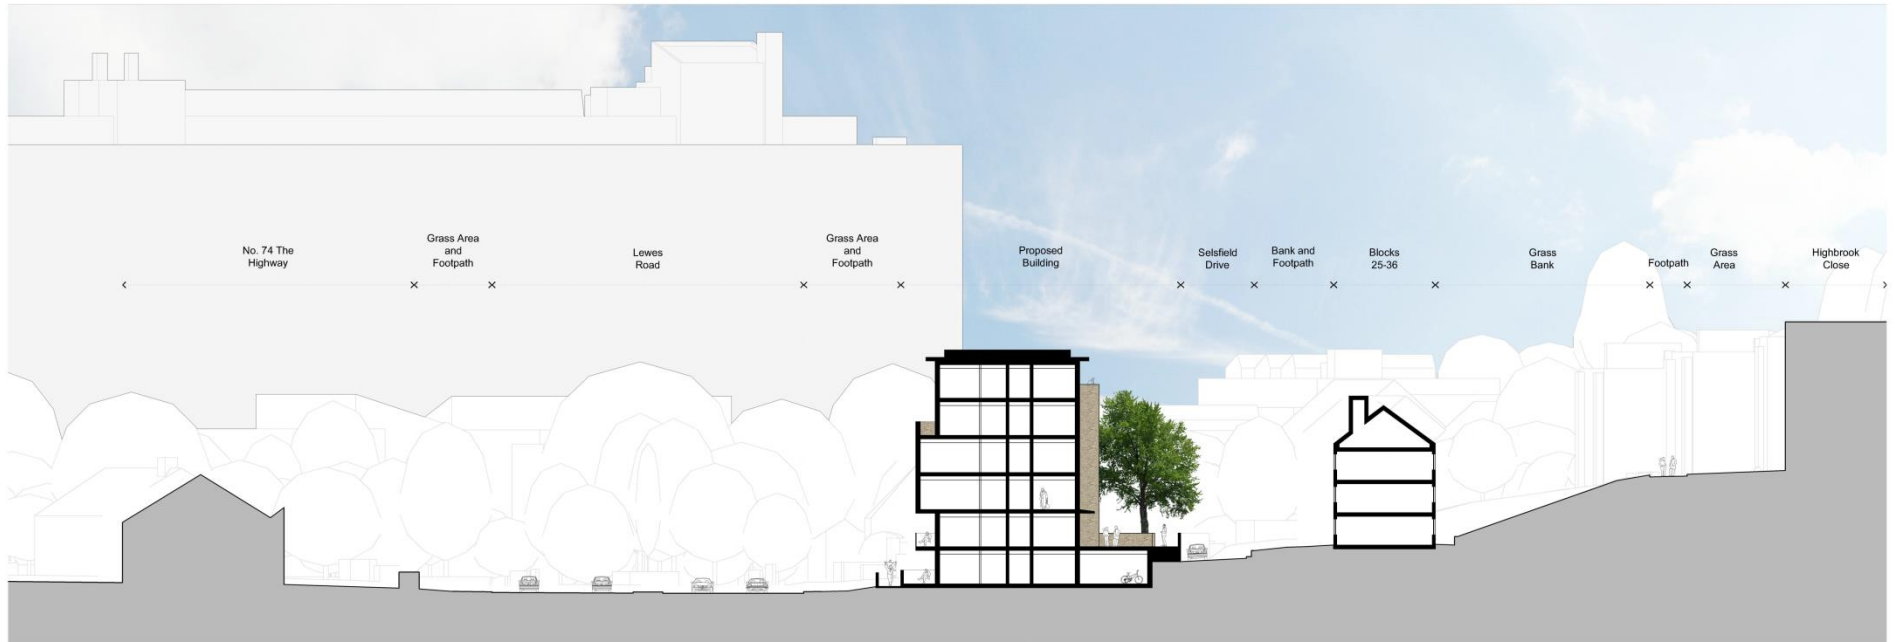 No. 74 The
Highway
Grass Area
and
Footpath
Lewes
Road
Grass Area
and
Footpath
Proposed
Building
Selsfield
Drive
Bank and
Footpath
Blocks
25-36
Grass
Bank
Footpath
Grass
Area
Highbrook
Close